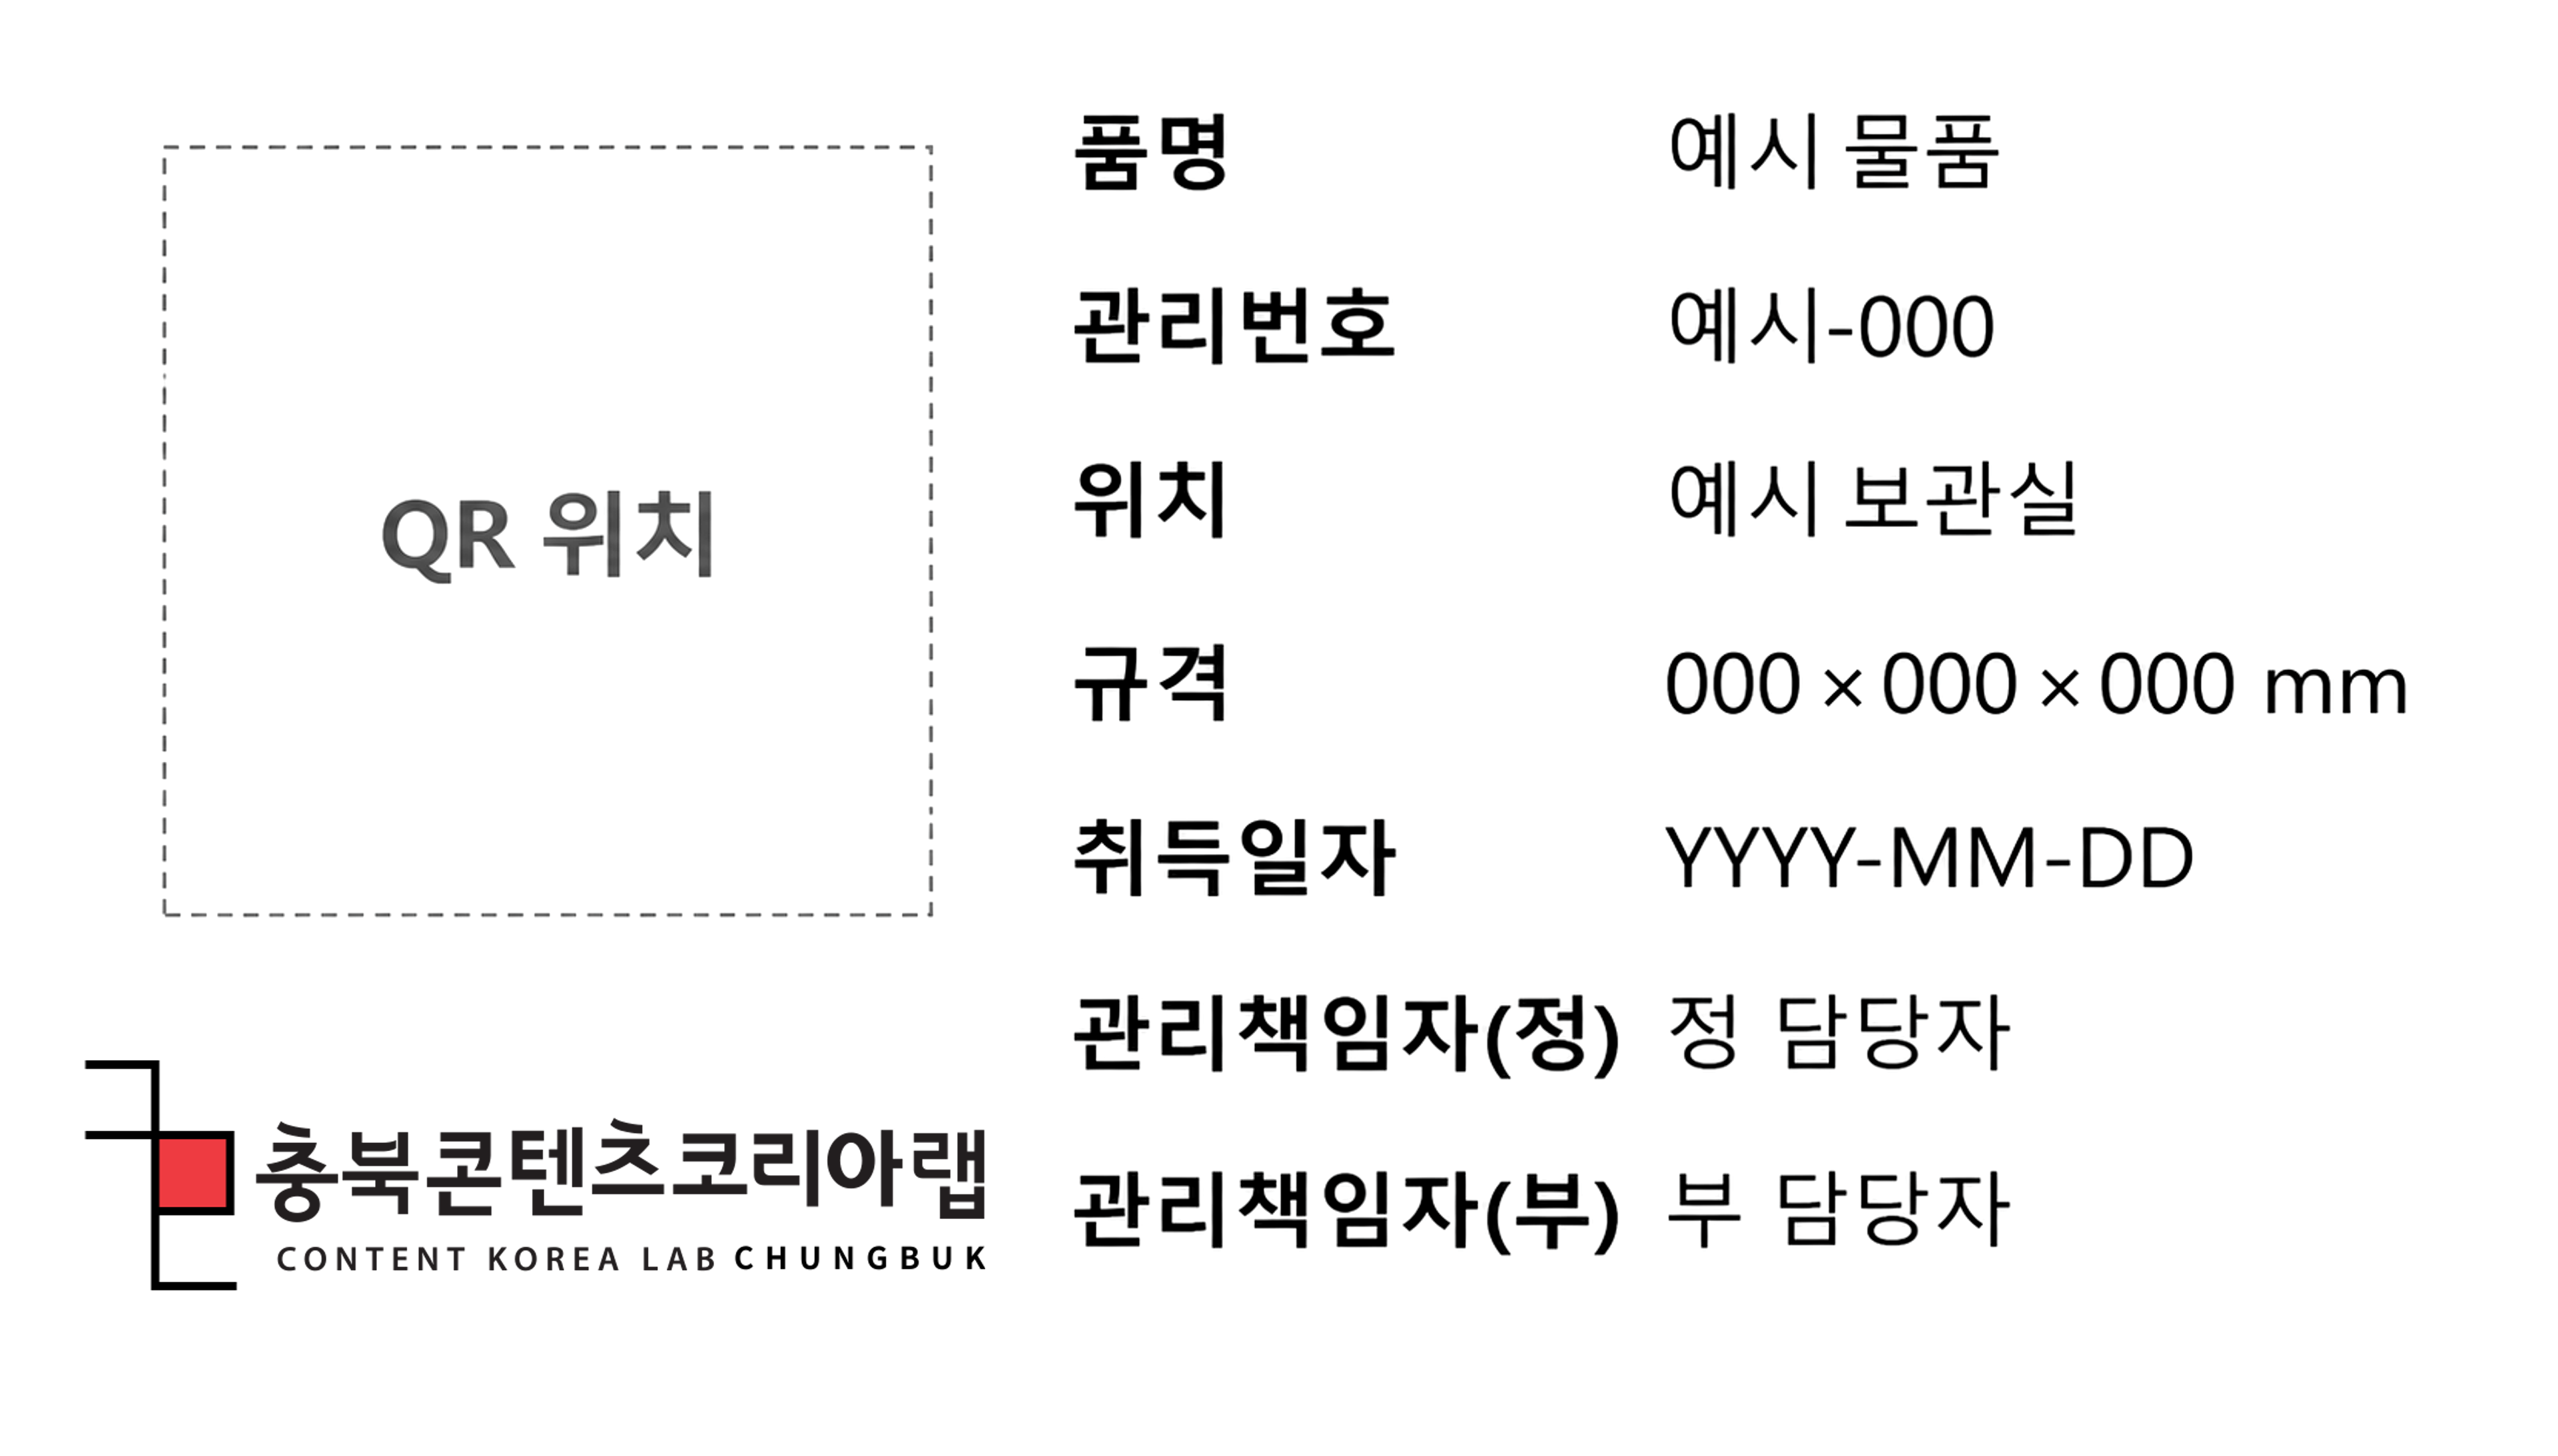 QR 위치
충북콘텐츠코리아랩
CONTENT KOREA LAB CHUNGBUK
품명 예시 물품
관리번호 예시-000
위치 예시 보관실
규격 000 × 000 × 000 mm
취득일자 YYYY-MM-DD
관리책임자(정) 정 담당자
관리책임자(부) 부 담당자